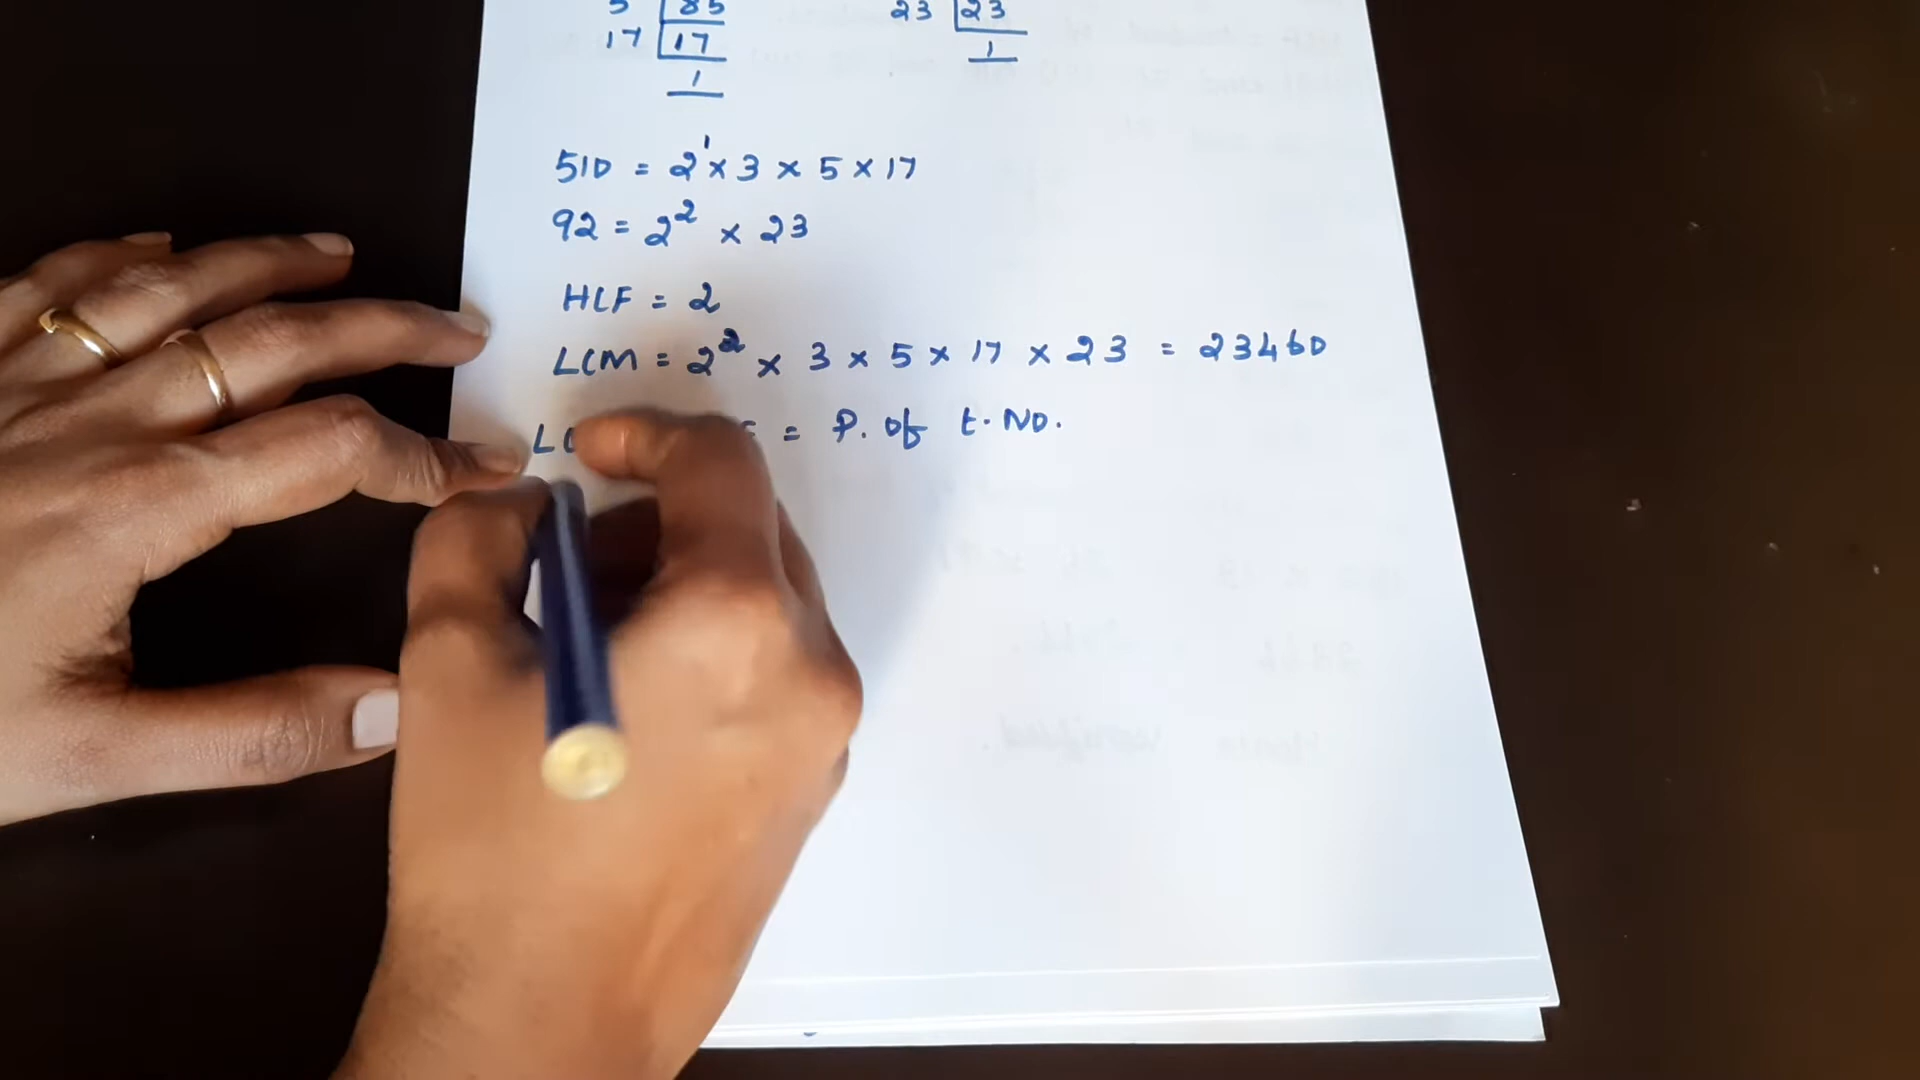 5 85 23 23
17 17 1
1
510 = 2¹ × 3 × 5 × 17
92 = 2² × 23
HCF = 2
LCM = 2² × 3 × 5 × 17 × 23 = 23460
= P. of t. No.